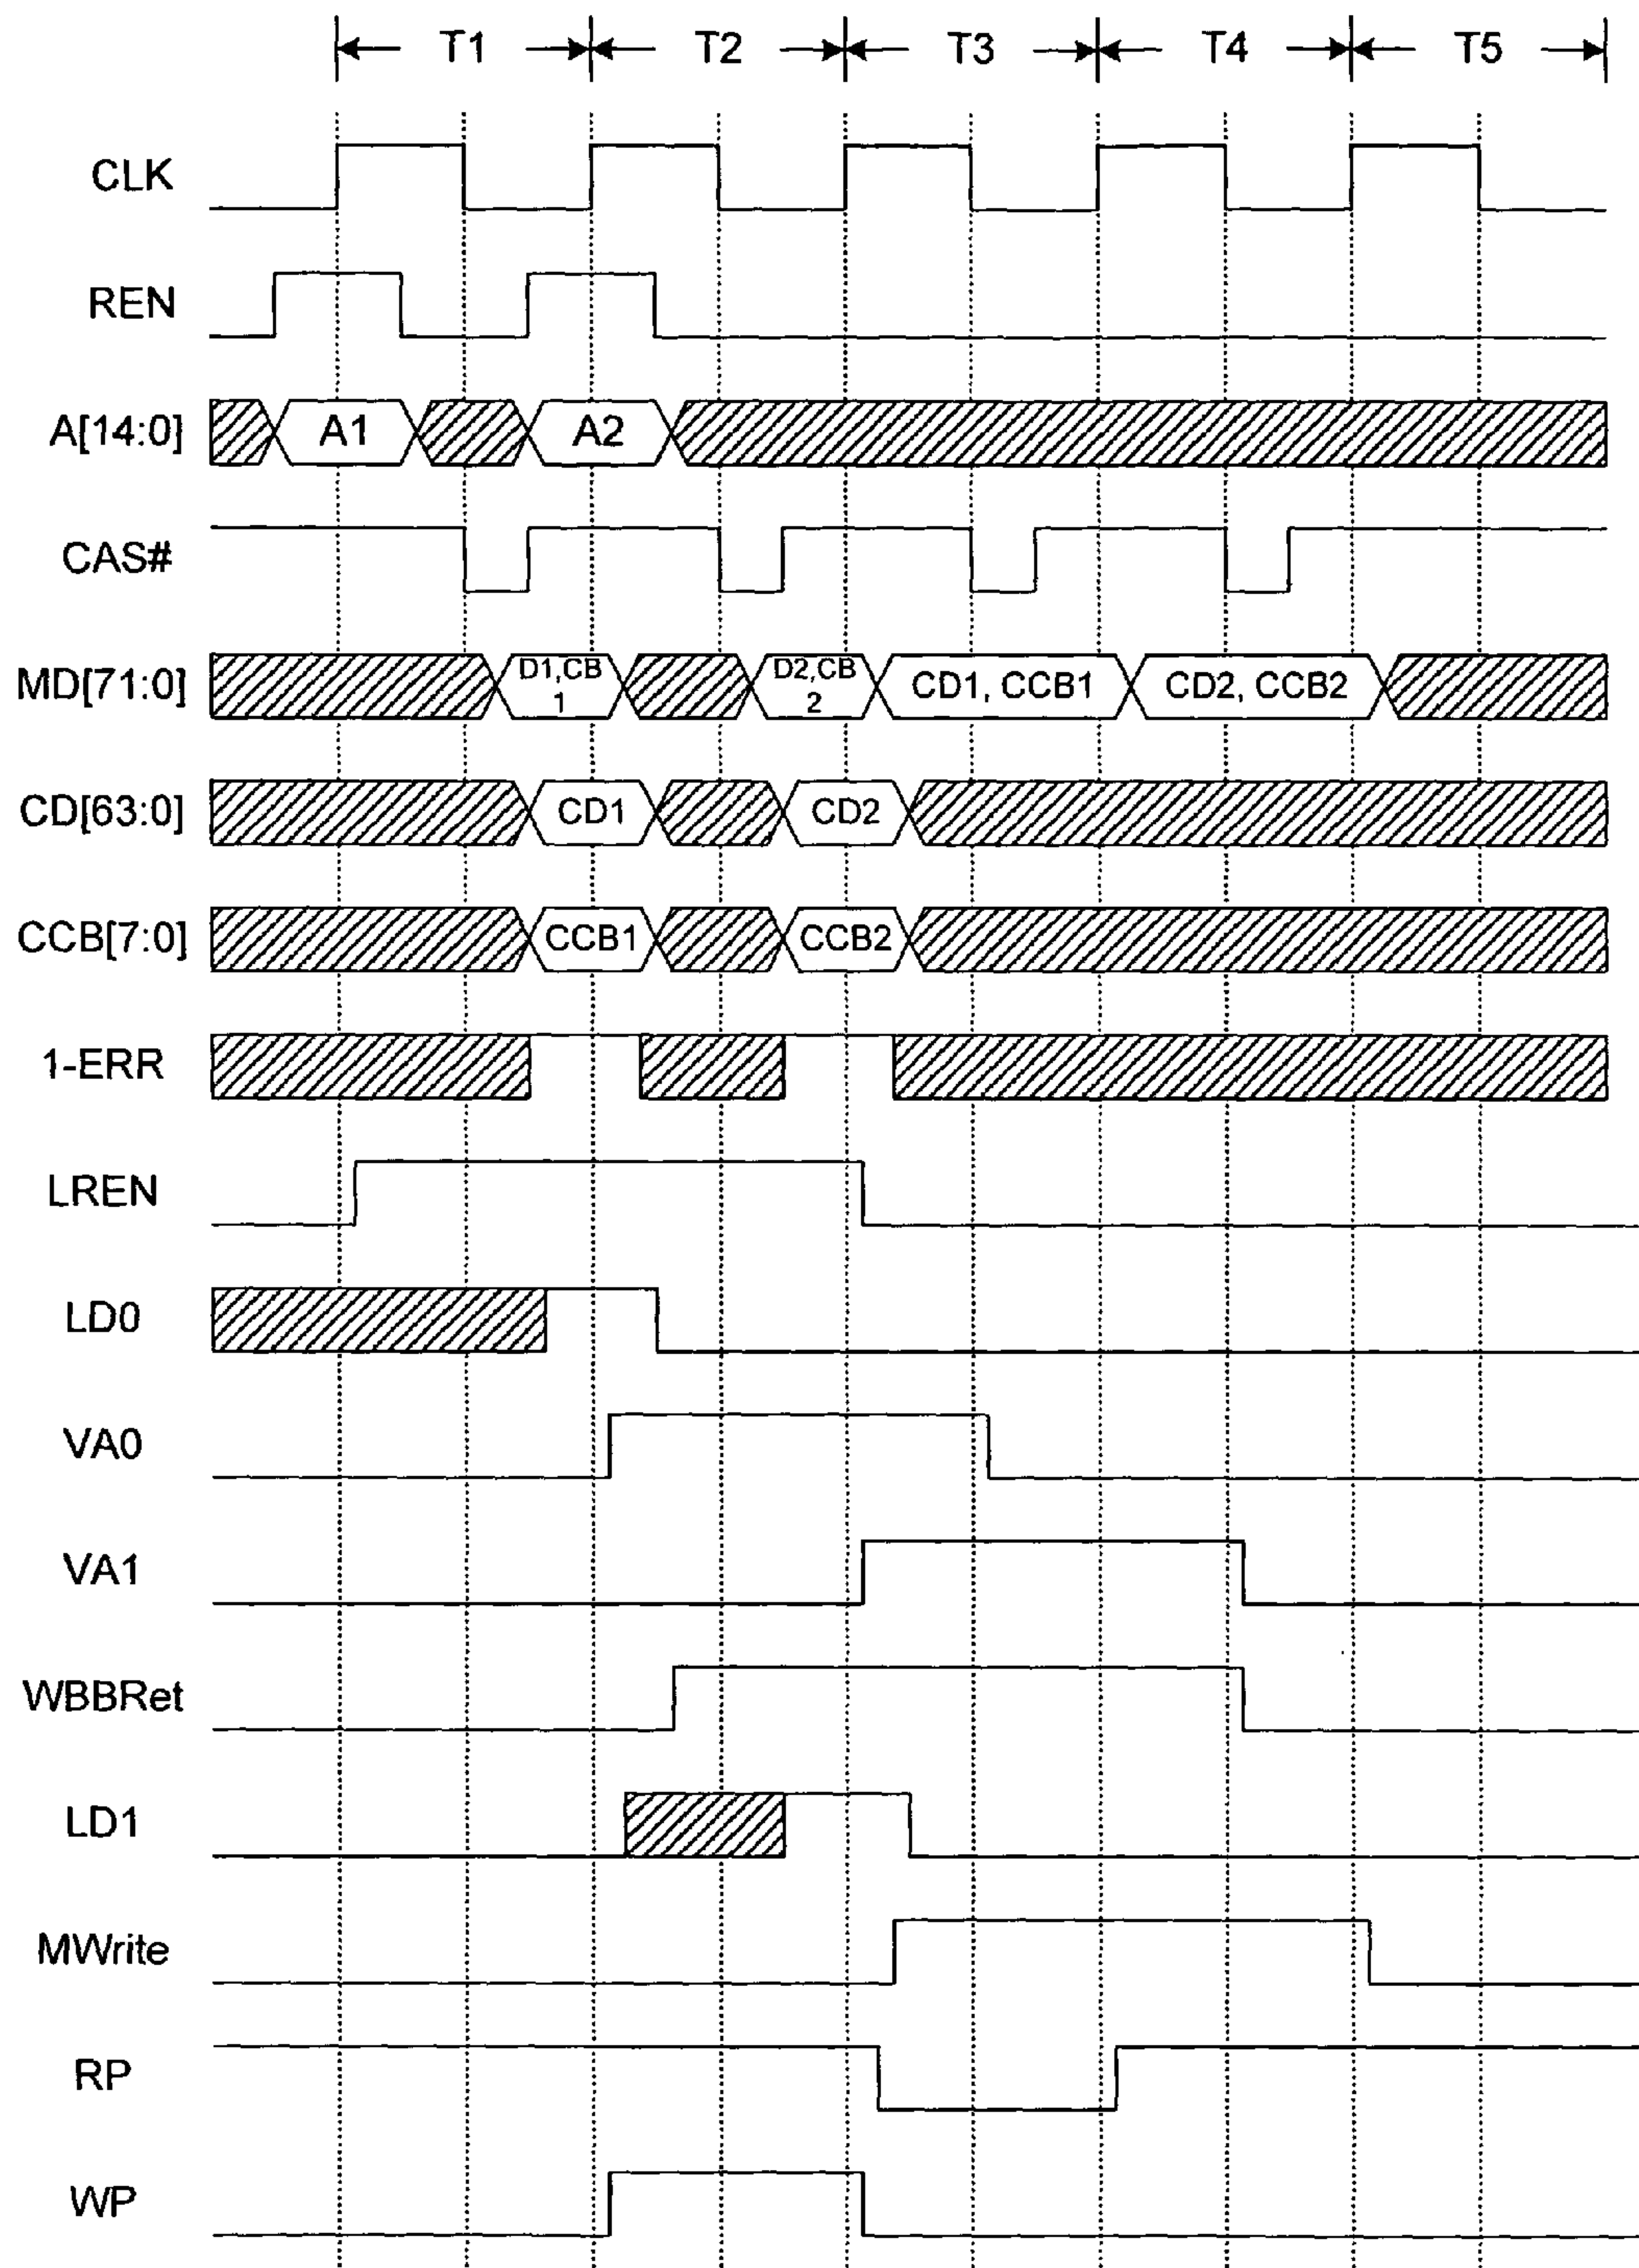 T1 T2 T3 T4 T5
CLK
REN
A[14:0] A1 A2
CAS#
MD[71:0] D1,CB 1 D2,CB 2 CD1, CCB1 CD2, CCB2
CD[63:0] CD1 CD2
CCB[7:0] CCB1 CCB2
1-ERR
LREN
LD0
VA0
VA1
WBBRet
LD1
MWrite
RP
WP